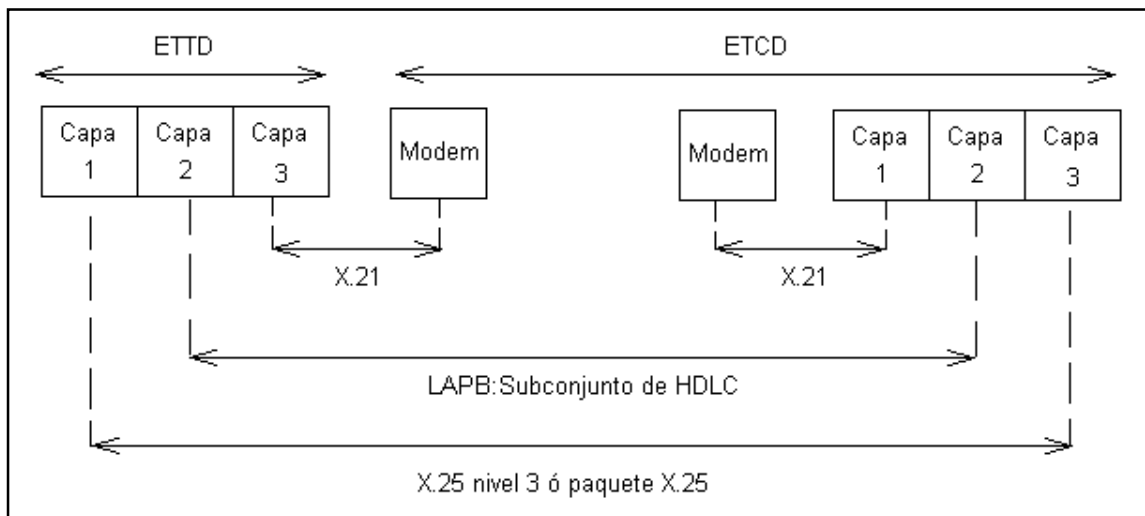 ETTD
ETCD
Capa
1
Capa
2
Capa
3
Modem
Modem
Capa
1
Capa
2
Capa
3
X.21
X.21
LAPB:Subconjunto de HDLC
X.25 nivel 3 ó paquete X.25